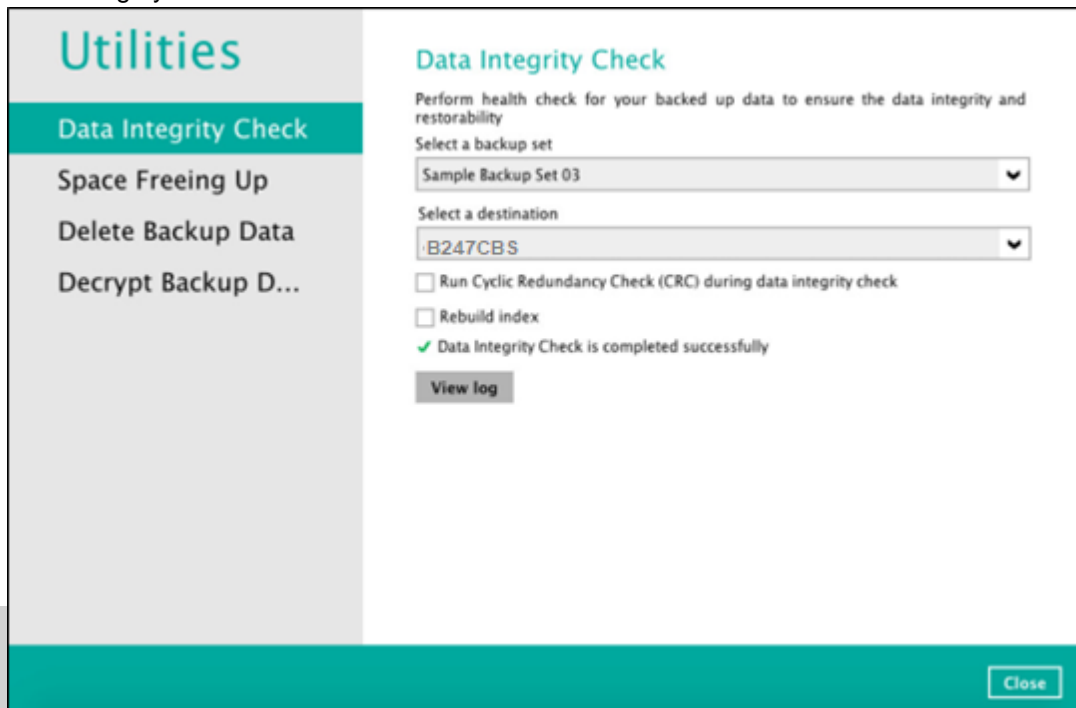 Utilities
Data Integrity Check
Space Freeing Up
Delete Backup Data
Decrypt Backup D...
Data Integrity Check
Perform health check for your backed up data to ensure the data integrity and
restorability
Select a backup set
Sample Backup Set 03
Select a destination
B247CBS
Run Cyclic Redundancy Check (CRC) during data integrity check
Rebuild index
Data Integrity Check is completed successfully
View log
Close